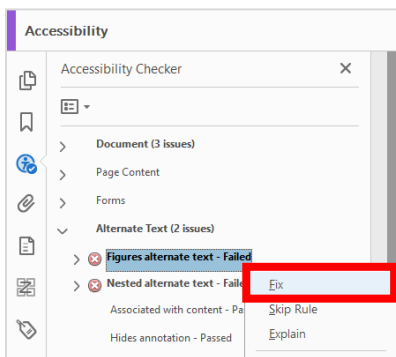 Accessibility
Accessibility Checker
Document (3 issues)
Page Content
Forms
Alternate Text (2 issues)
Figures alternate text - Failed
Nested alternate text - Faile
Fix
Associated with content - Pa
Skip Rule
Hides annotation - Passed
Explain